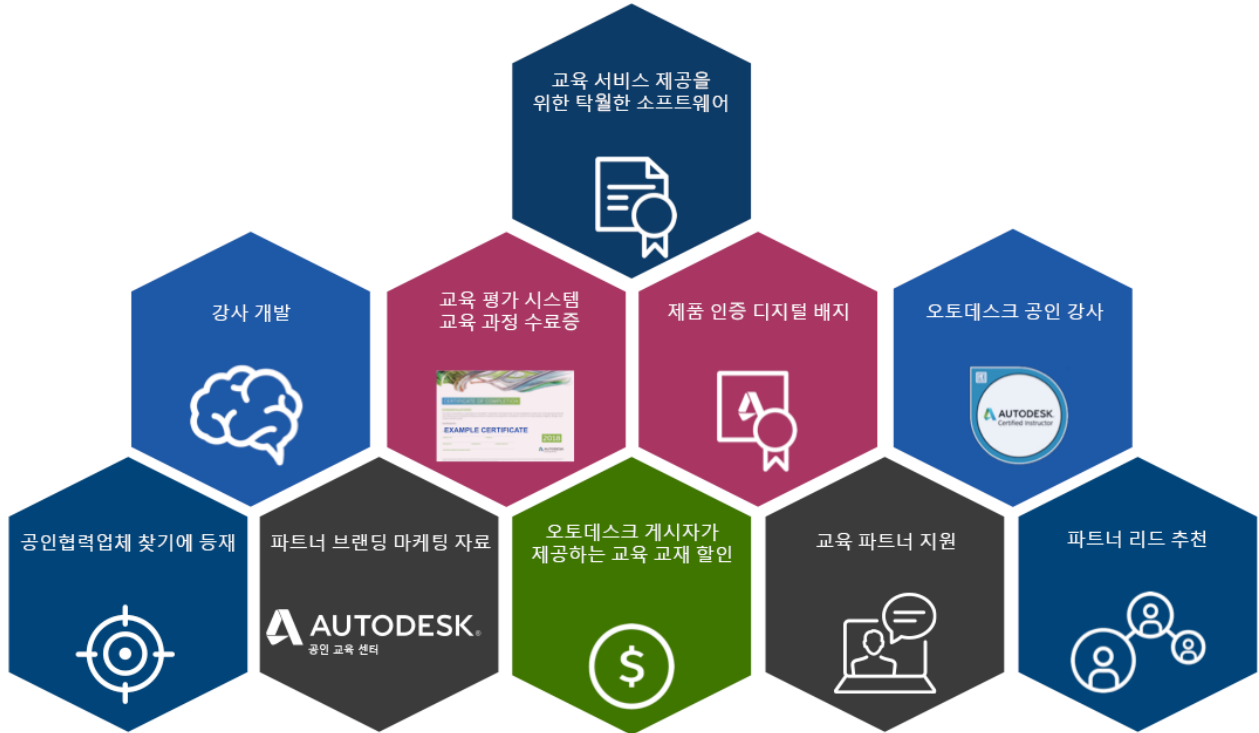 교육 서비스 제공을
위한 탁월한 소프트웨어
강사 개발
교육 평가 시스템
교육 과정 수료증
CERTIFICATE OF COMPLETION
EXAMPLE CERTIFICATE
2018
AUTODESK
제품 인증 디지털 배지
오토데스크 공인 강사
AUTODESK
Certified Instructor
공인협력업체 찾기에 등재
파트너 브랜딩 마케팅 자료
AUTODESK®
공인 교육 센터
오토데스크 게시자가
제공하는 교육 교재 할인
$
교육 파트너 지원
파트너 리드 추천